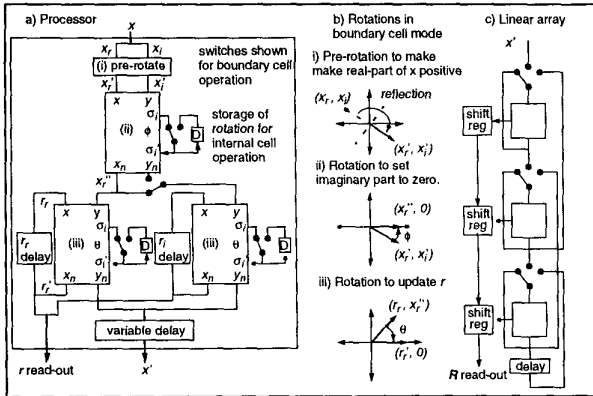 a) Processor
x
x_r x_i
(i) pre-rotate
x_r' x_i'
switches shown
for boundary cell
operation
x y
σ_i
(ii) ϕ
σ_i'
D
x_n y_n
storage of
rotation for
internal cell
operation
x_r''
r_r
x y
σ_i
(iii) θ
σ_i'
D
x_n y_n
r_r
delay
r_r'
r_i
delay
x y
σ_i
(iii) θ
σ_i'
D
x_n y_n
variable delay
r read-out
x'
b) Rotations in
boundary cell mode
i) Pre-rotation to make
make real-part of x positive
(x_r, x_i)
reflection
(x_r', x_i')
ii) Rotation to set
imaginary part to zero.
(x_r'', 0)
ϕ
(x_r', x_i')
iii) Rotation to update r
(r_r, x_r'')
θ
(r_r', 0)
c) Linear array
x'
shift
reg
shift
reg
shift
reg
delay
R read-out